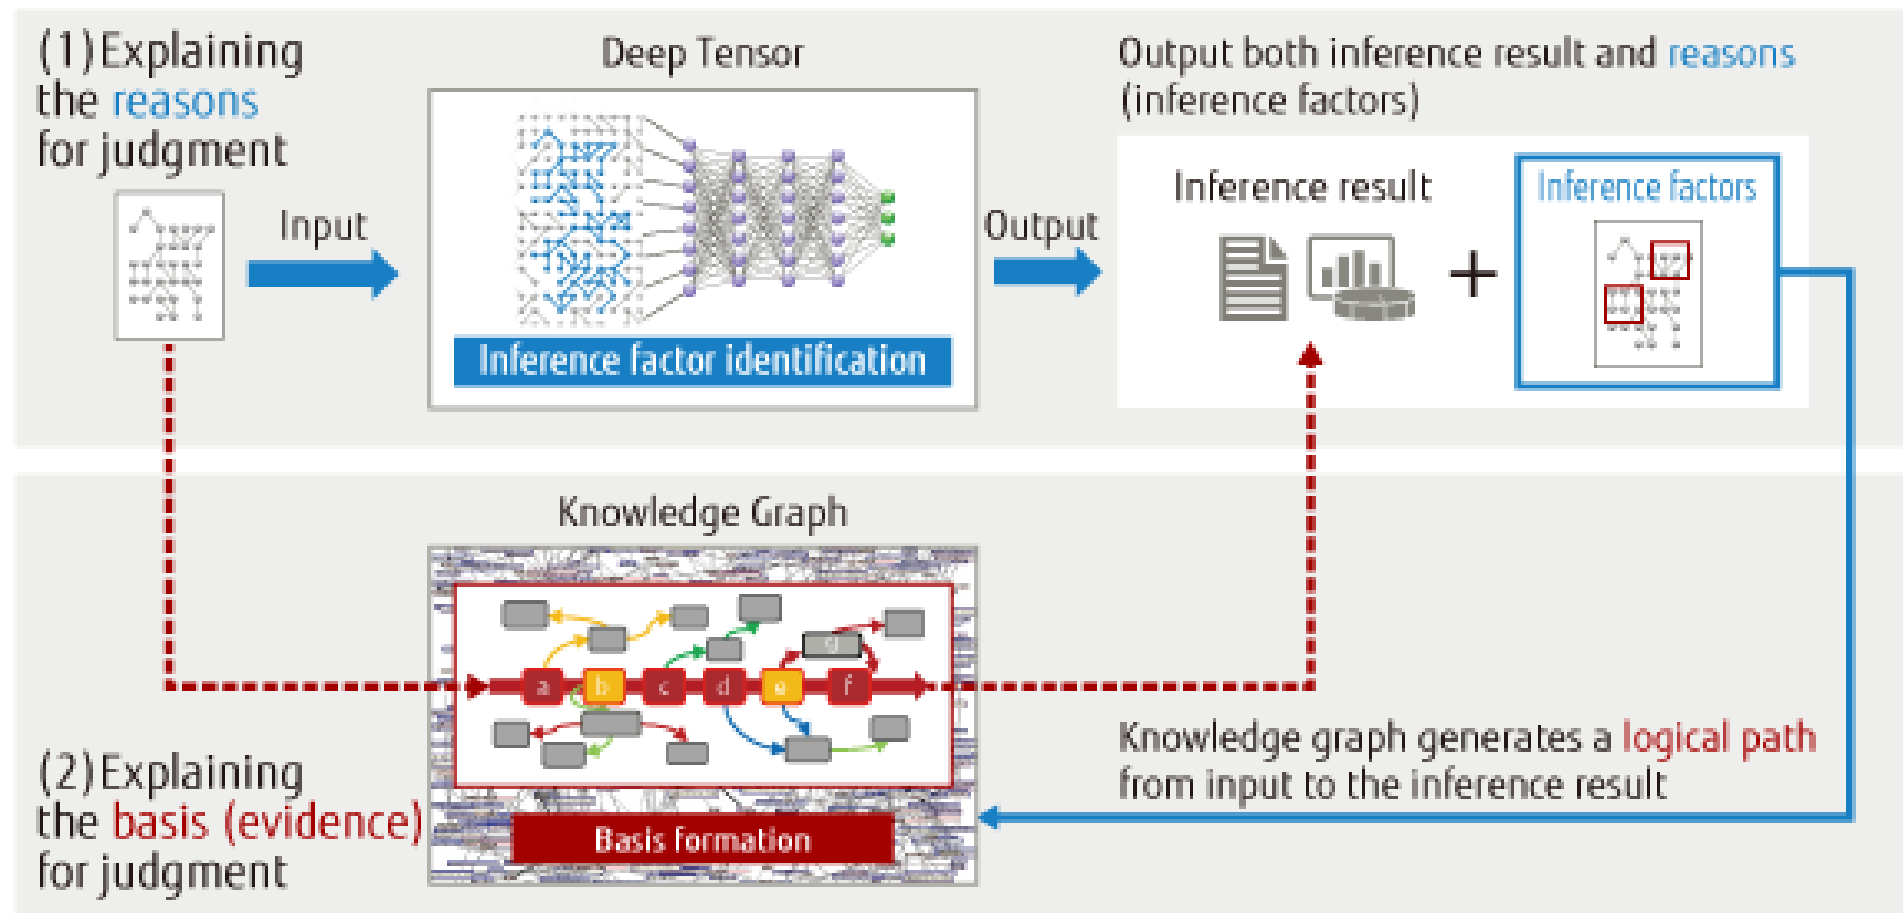 (1)Explaining
the reasons
for judgment
Deep Tensor
Output both inference result and reasons
(inference factors)
Input
Output
Inference result
Inference factors
+
Inference factor identification
Knowledge Graph
g
a b c d e f
(2)Explaining
the basis (evidence)
for judgment
Knowledge graph generates a logical path
from input to the inference result
Basis formation